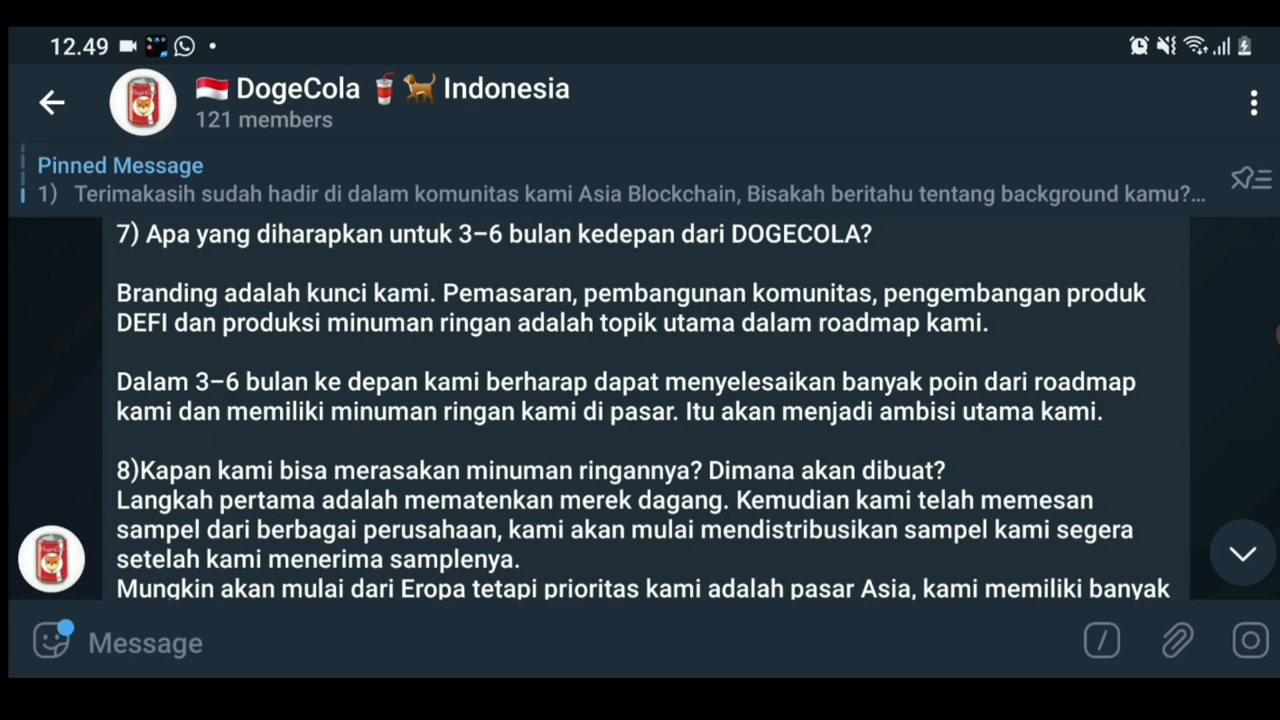 12.49
🇮🇩 DogeCola 🥤🐕 Indonesia
121 members
Pinned Message
1) Terimakasih sudah hadir di dalam komunitas kami Asia Blockchain, Bisakah beritahu tentang background kamu?...
7) Apa yang diharapkan untuk 3–6 bulan kedepan dari DOGECOLA?
Branding adalah kunci kami. Pemasaran, pembangunan komunitas, pengembangan produk
DEFI dan produksi minuman ringan adalah topik utama dalam roadmap kami.
Dalam 3–6 bulan ke depan kami berharap dapat menyelesaikan banyak poin dari roadmap
kami dan memiliki minuman ringan kami di pasar. Itu akan menjadi ambisi utama kami.
8)Kapan kami bisa merasakan minuman ringannya? Dimana akan dibuat?
Langkah pertama adalah mematenkan merek dagang. Kemudian kami telah memesan
sampel dari berbagai perusahaan, kami akan mulai mendistribusikan sampel kami segera
setelah kami menerima samplenya.
Mungkin akan mulai dari Eropa tetapi prioritas kami adalah pasar Asia, kami memiliki banyak
Message